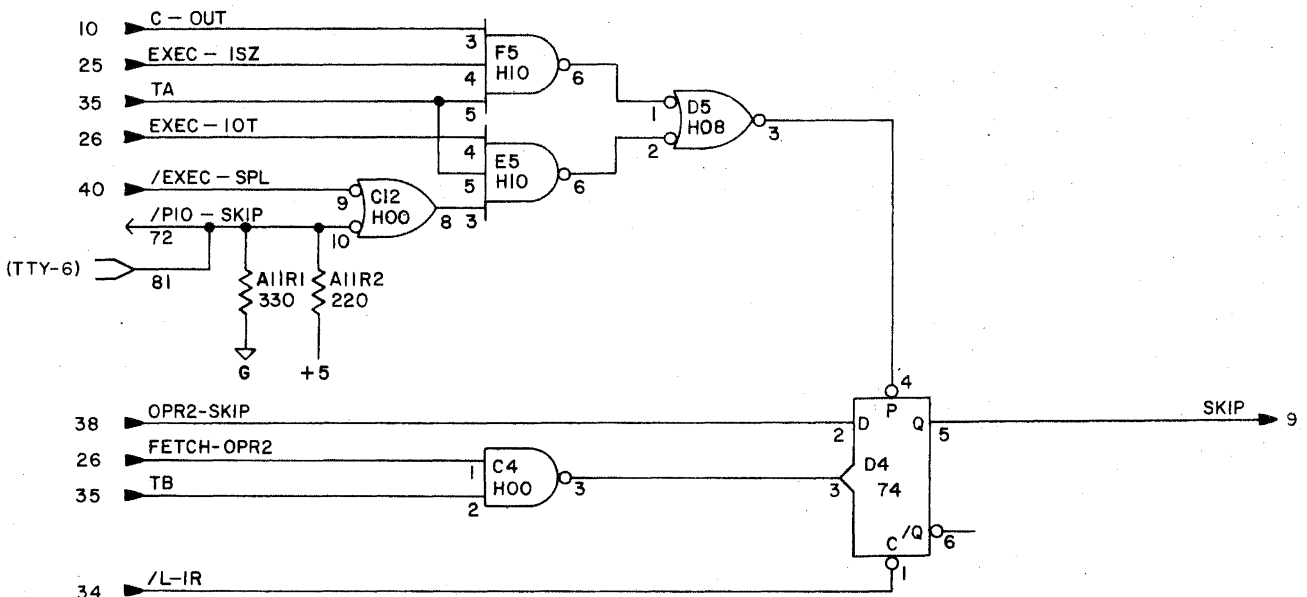 10 C-OUT
3
F5
H10
6
25 EXEC-ISZ
4
35 TA
5
26 EXEC-IOT
4
E5
H10
6
5
3
1
2
D5
H08
3
40 /EXEC-SPL
9
C12
H00
8
/PIO-SKIP
72
10
(TTY-6)
81
A11R1
330
A11R2
220
G
+5
4
P
38 OPR2-SKIP
2
D
Q
5
SKIP 9
26 FETCH-OPR2
1
C4
H00
3
35 TB
2
3
D4
74
/Q
6
C
1
34 /L-IR